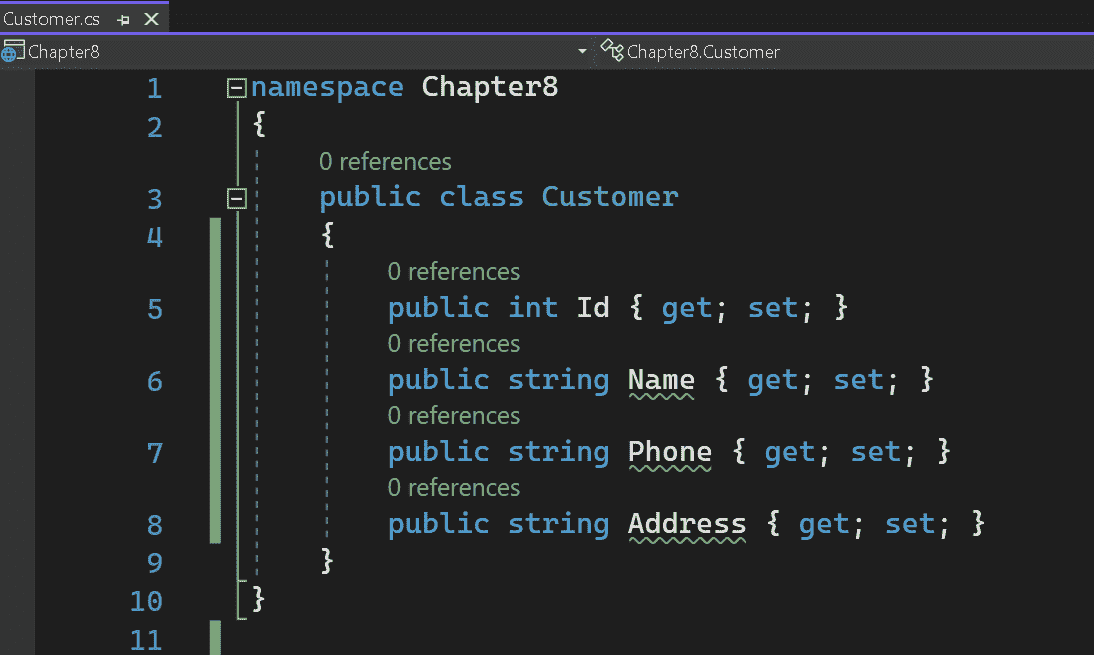 Customer.cs
Chapter8 Chapter8.Customer
1 namespace Chapter8
2 {
0 references
3 public class Customer
4 {
0 references
5 public int Id { get; set; }
0 references
6 public string Name { get; set; }
0 references
7 public string Phone { get; set; }
0 references
8 public string Address { get; set; }
9 }
10 }
11